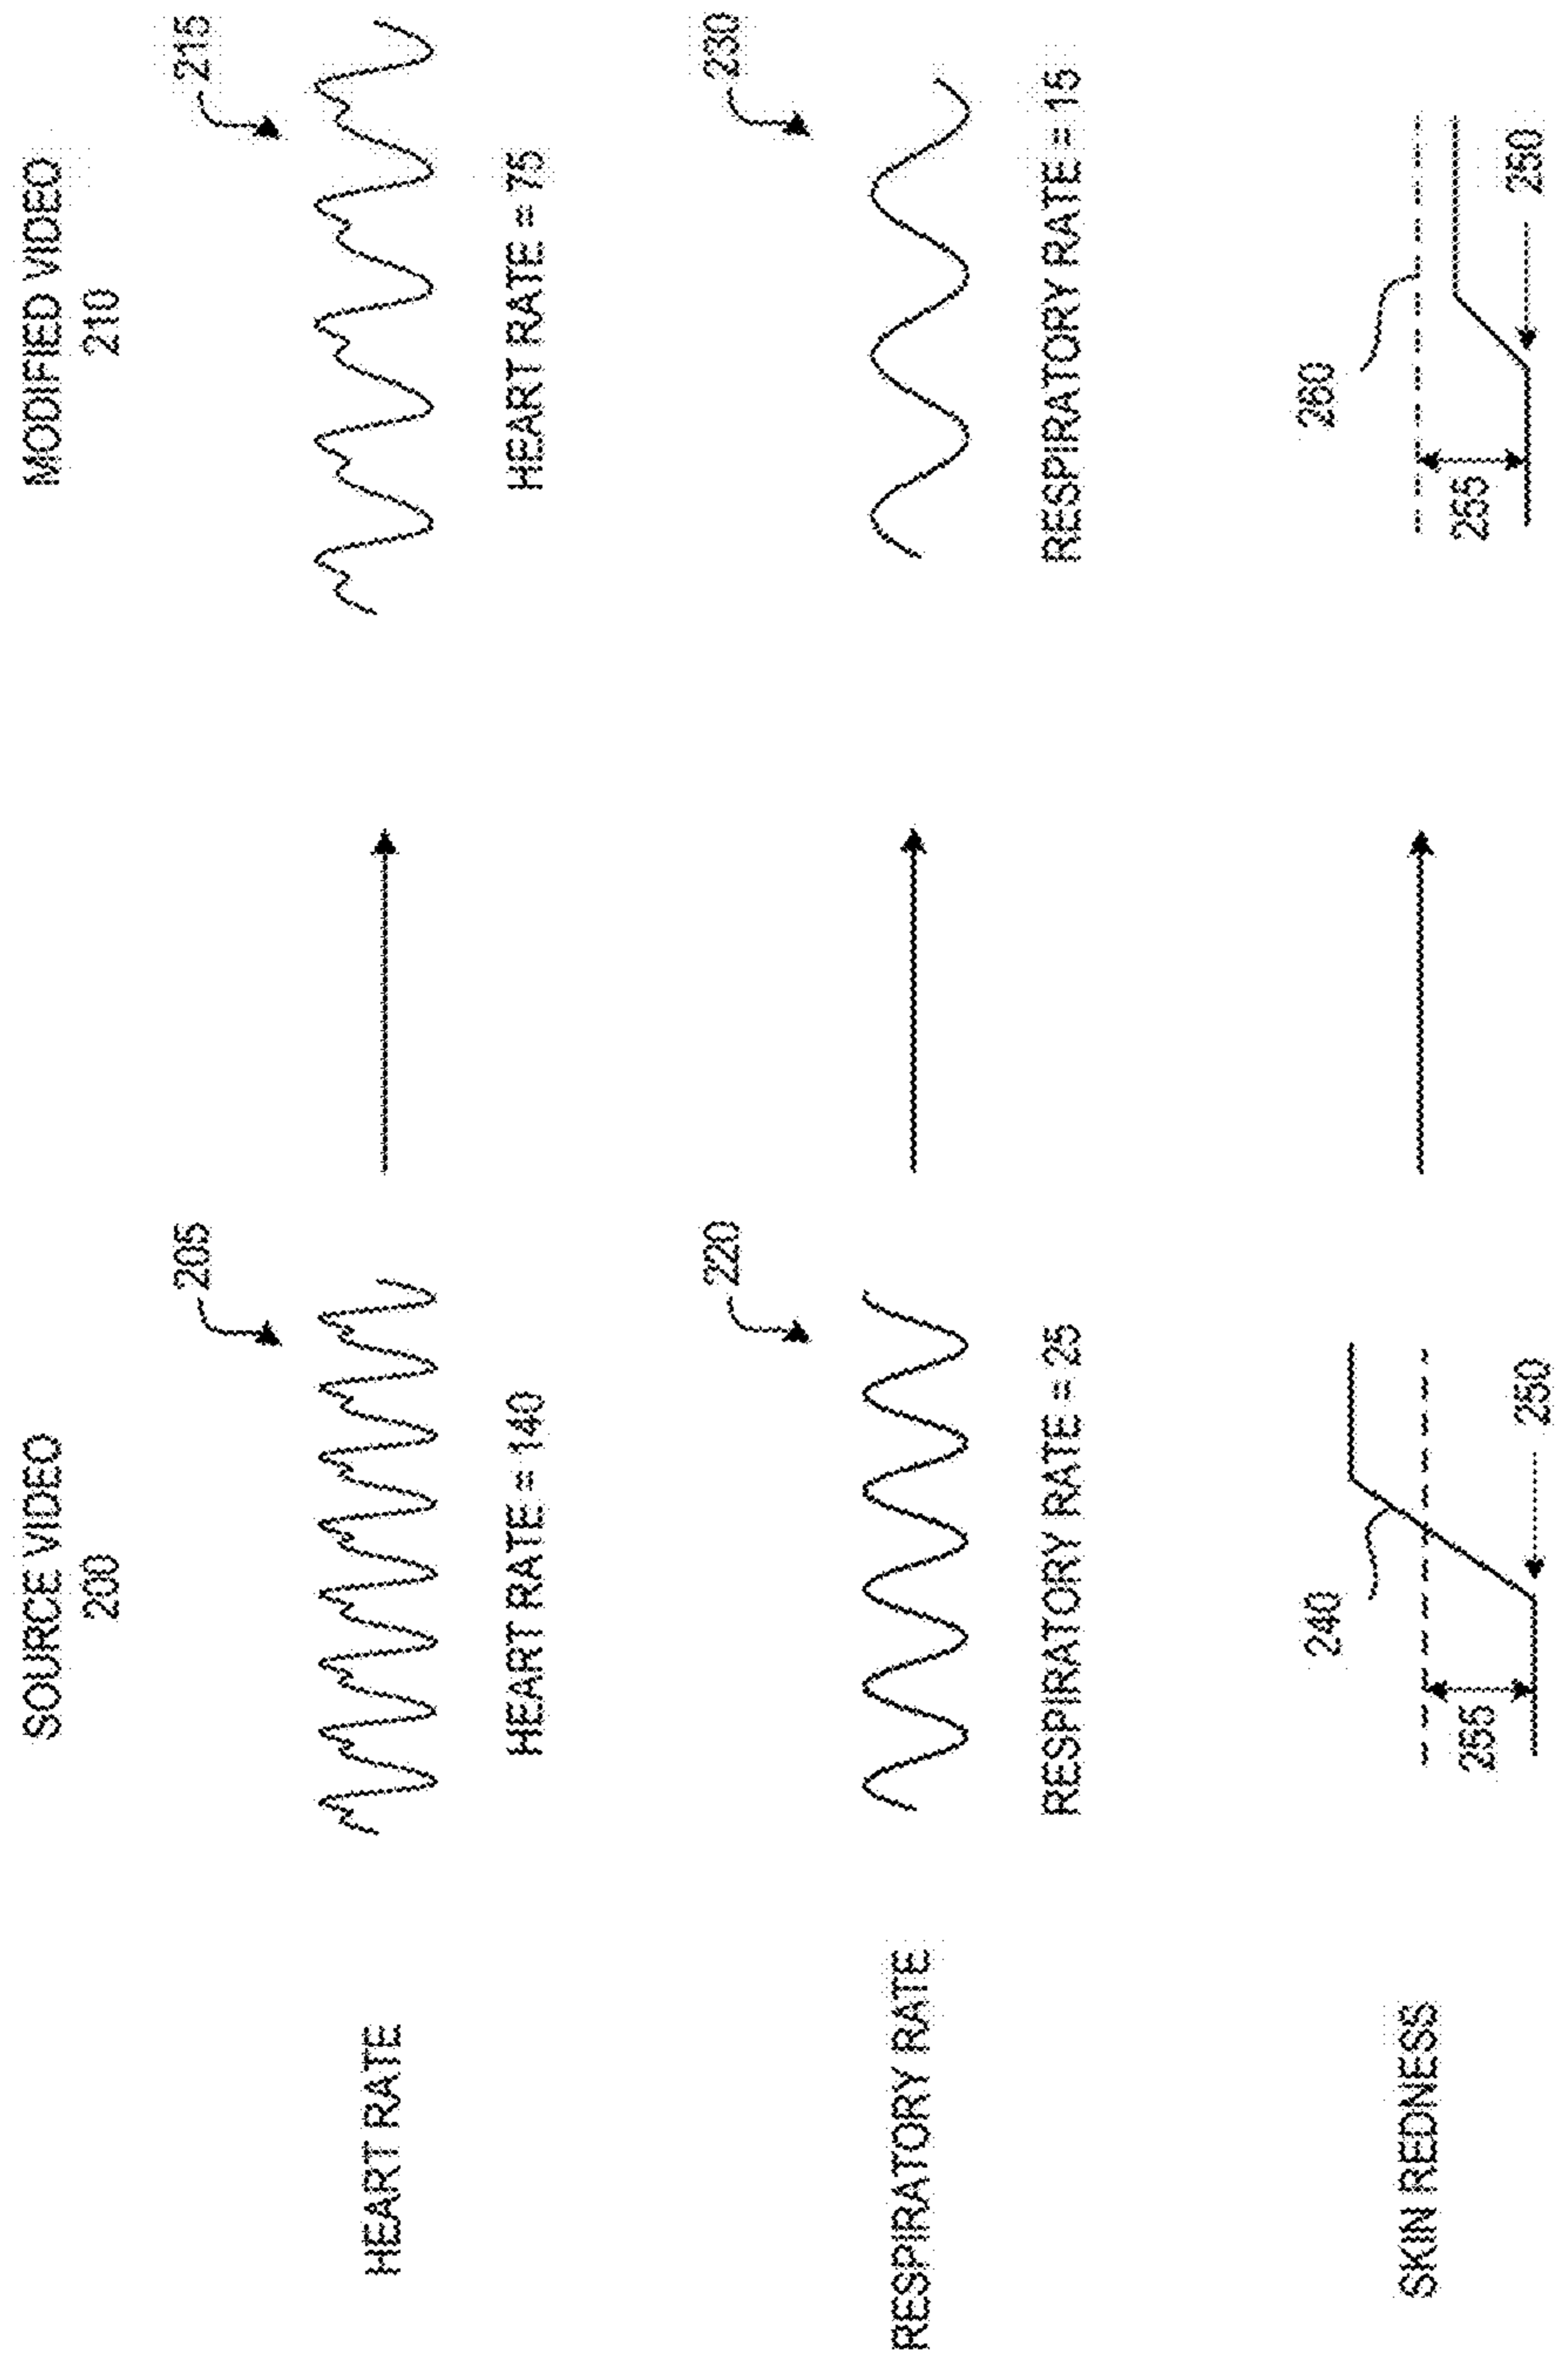 SOURCE VIDEO
200
MODIFIED VIDEO
210
HEART RATE
205
HEART RATE = 140
215
HEART RATE = 75
RESPIRATORY RATE
220
RESPIRATORY RATE = 25
230
RESPIRATORY RATE = 15
SKIN REDNESS
240
255
250
260
255
250